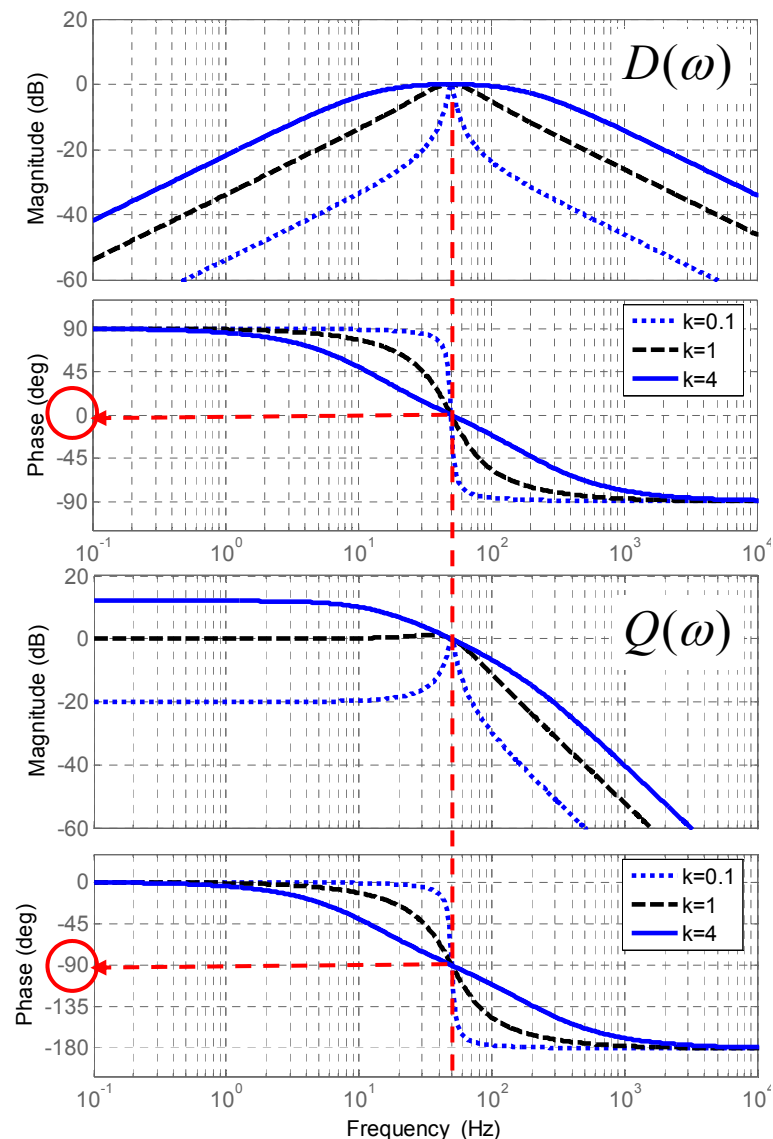 20
0
-20
-40
-60
Magnitude (dB)
D(ω)
90
45
0
-45
-90
Phase (deg)
k=0.1
k=1
k=4
10^-1 10^0 10^1 10^2 10^3 10^4
20
0
-20
-40
-60
Magnitude (dB)
Q(ω)
0
-45
-90
-135
-180
Phase (deg)
k=0.1
k=1
k=4
10^-1 10^0 10^1 10^2 10^3 10^4
Frequency (Hz)